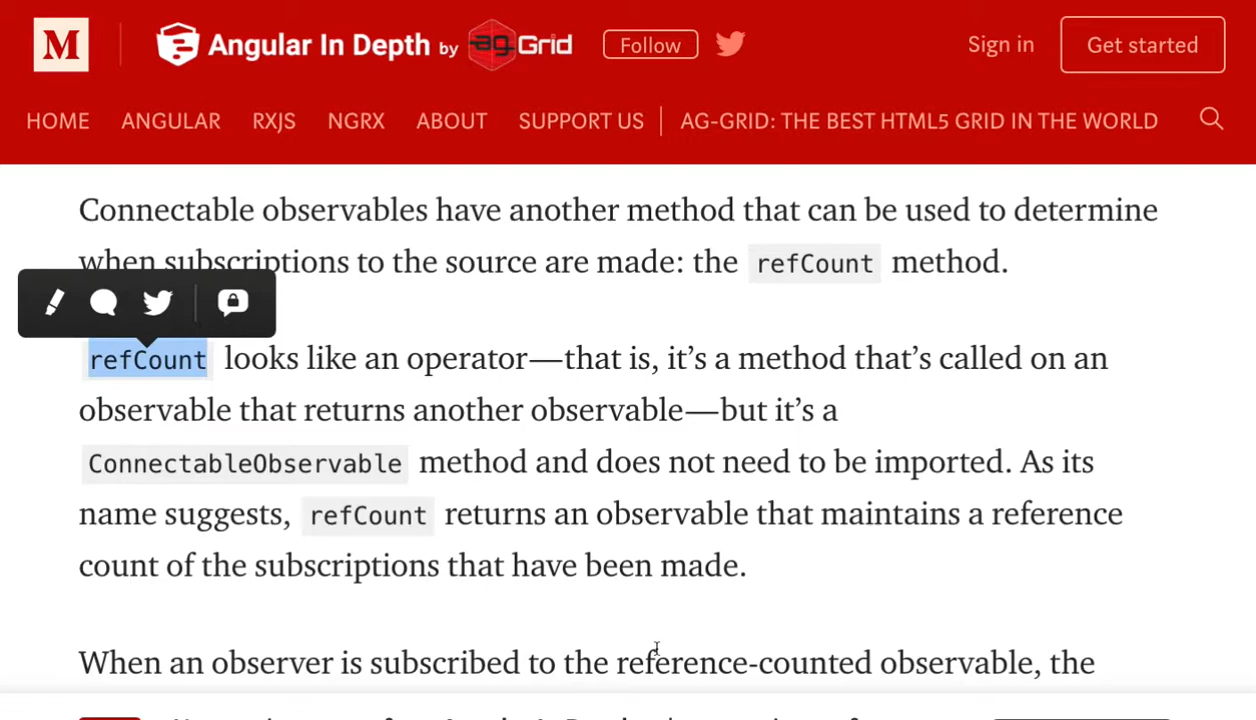 M Angular In Depth by ag-Grid Follow Sign in Get started
HOME ANGULAR RXJS NGRX ABOUT SUPPORT US AG-GRID: THE BEST HTML5 GRID IN THE WORLD
Connectable observables have another method that can be used to determine
when subscriptions to the source are made: the refCount method.
refCount looks like an operator—that is, it’s a method that’s called on an
observable that returns another observable—but it’s a
ConnectableObservable method and does not need to be imported. As its
name suggests, refCount returns an observable that maintains a reference
count of the subscriptions that have been made.
When an observer is subscribed to the reference-counted observable, the